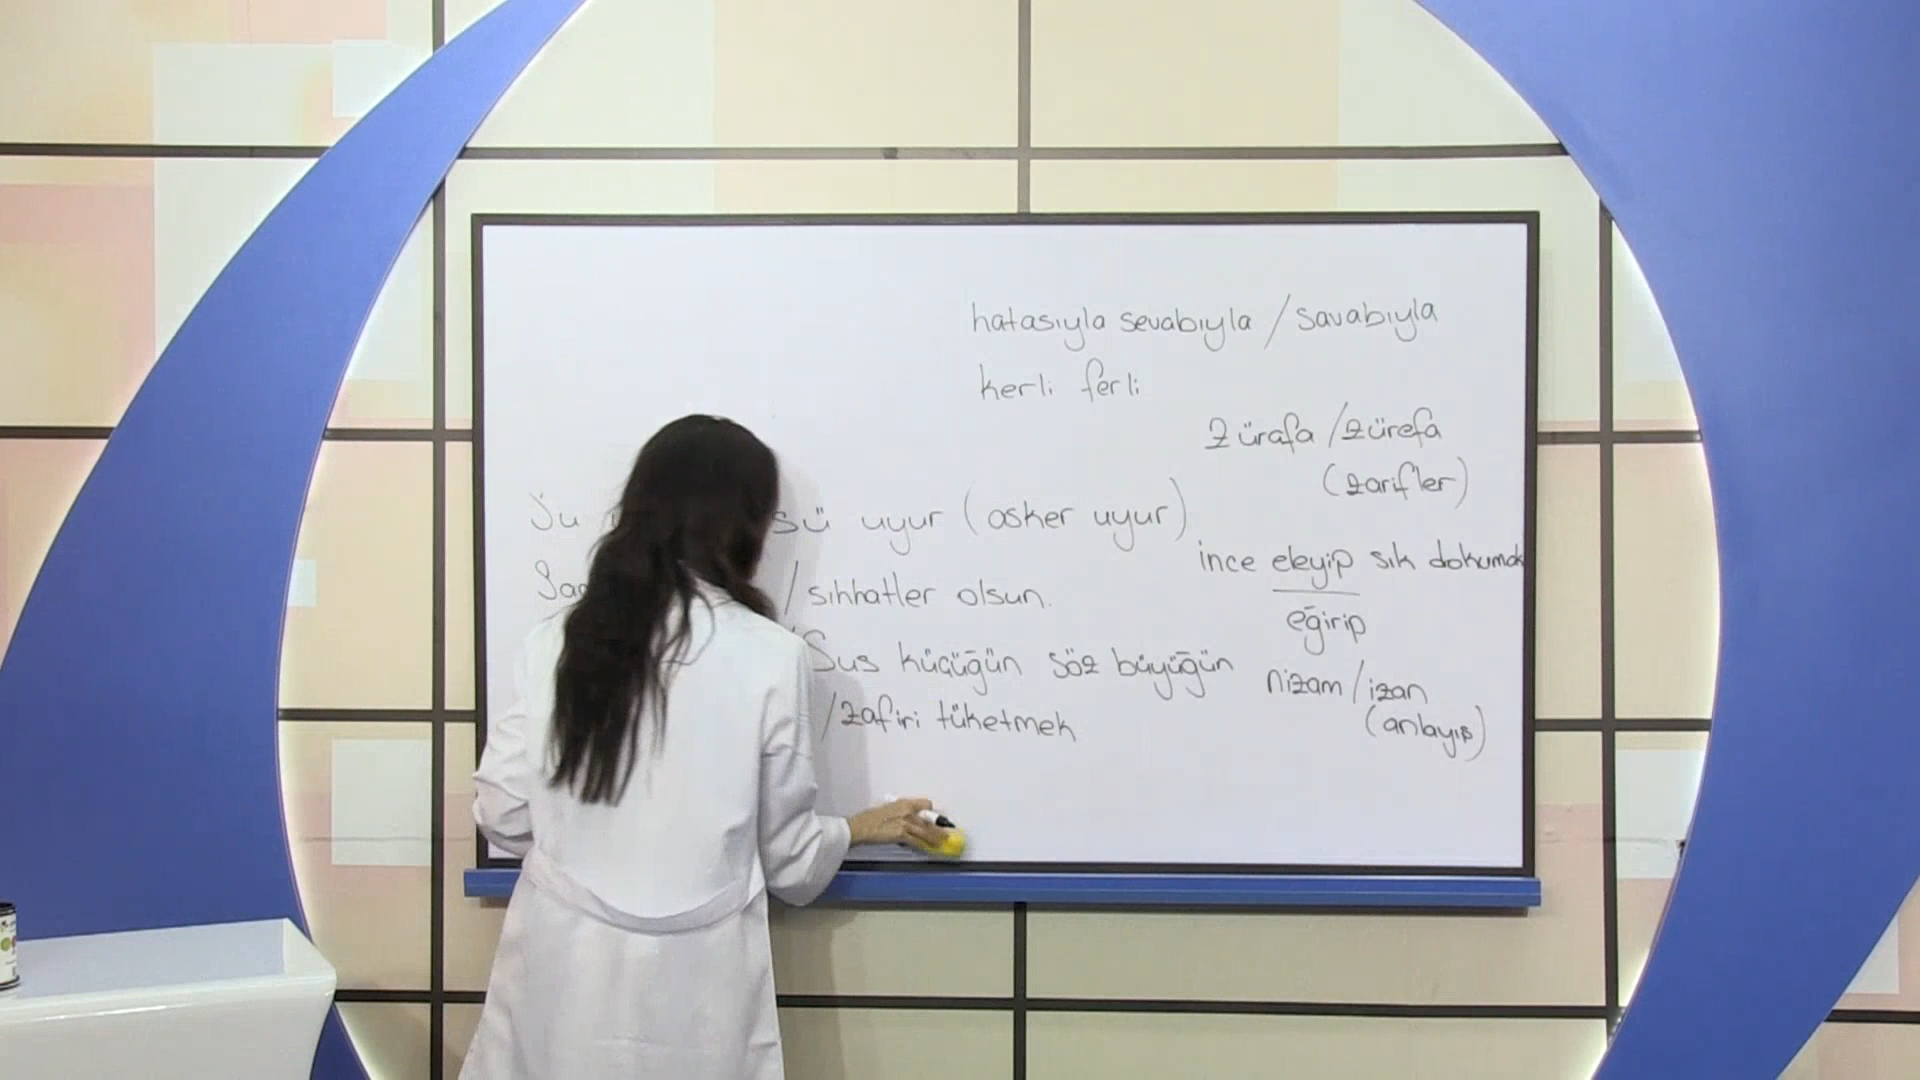 hatasıyla sevabıyla / savabıyla
kerli ferli
zürafa / zürefa
(zarifler)
uyur (asker uyur)
/ sıhhatler olsun.
Sus küçüğün söz büyüğün
/ zafiri tüketmek
ince eleyip sık dokumak
eğirip
nizam / izan
(anlayış)